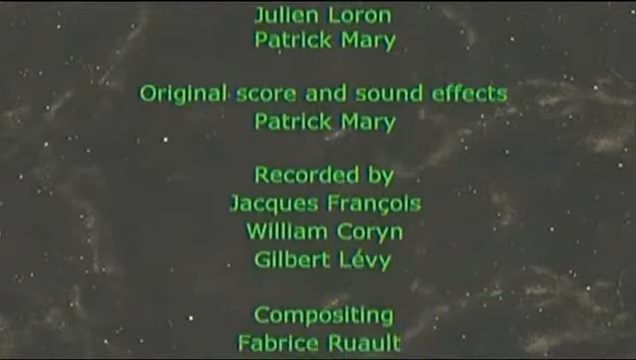 Julien Loron
Patrick Mary
Original score and sound effects
Patrick Mary
Recorded by
Jacques François
William Coryn
Gilbert Lévy
Compositing
Fabrice Ruault